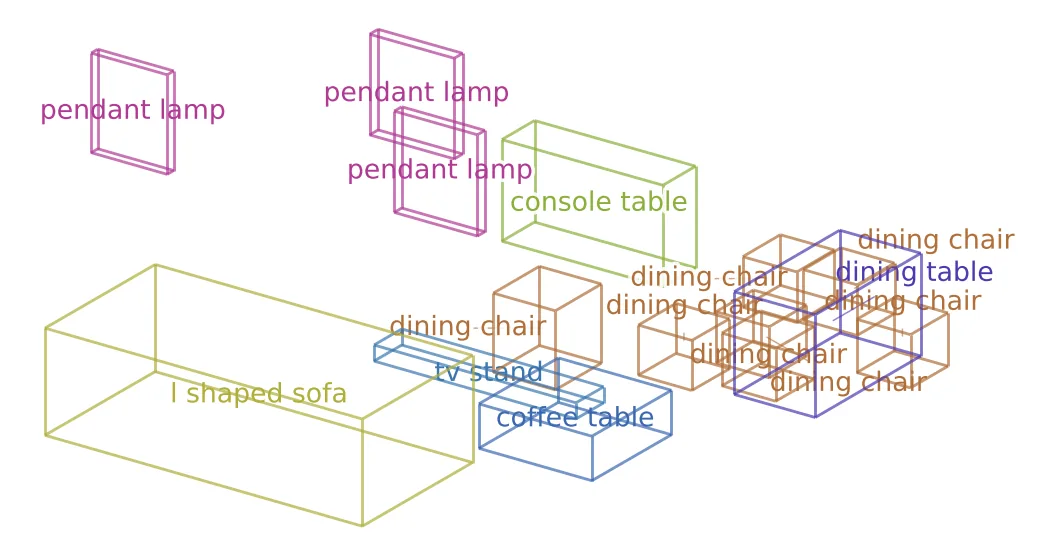 pendant lamp
pendant lamp
pendant lamp
console table
dining chair
dining table
dining chair
dining chair
dining chair
dining chair
dining chair
tv stand
dining chair
l shaped sofa
coffee table